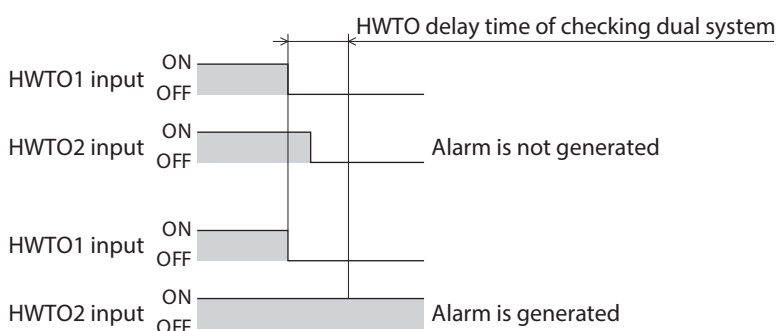 HWTO delay time of checking dual system
ON
HWTO1 input
OFF
ON
HWTO2 input
OFF
Alarm is not generated
ON
HWTO1 input
OFF
ON
HWTO2 input
OFF
Alarm is generated